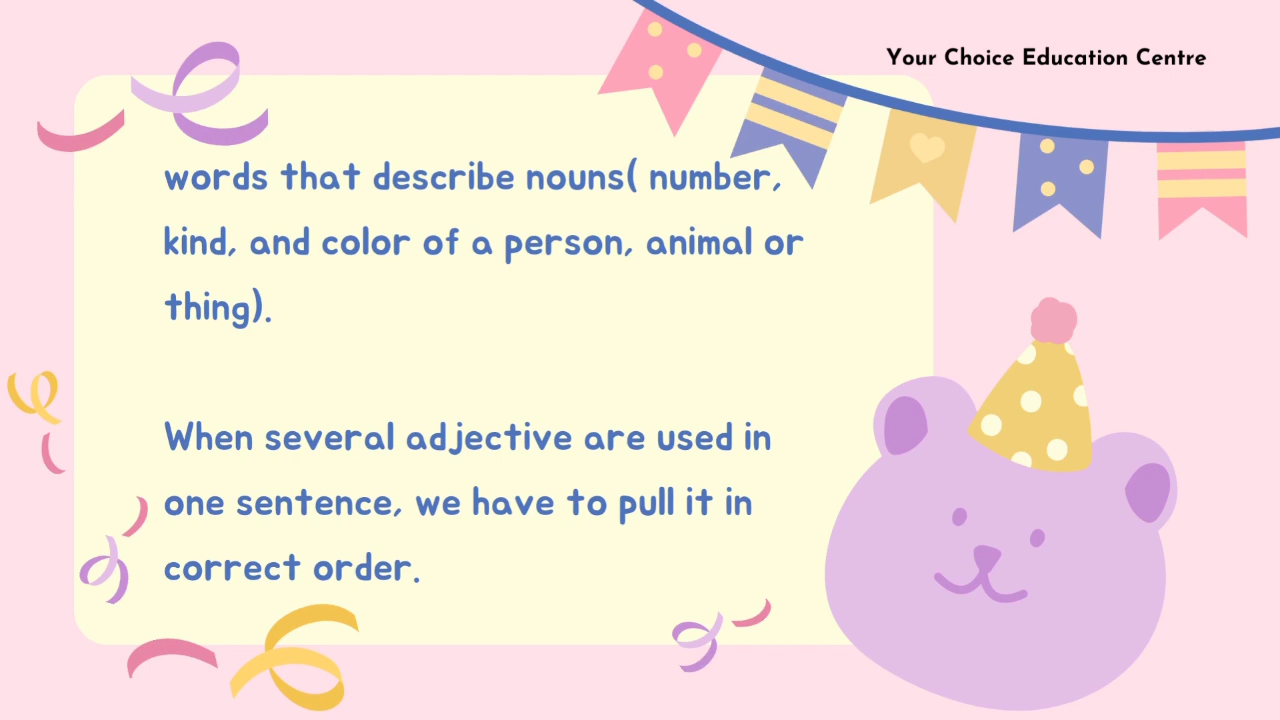 Your Choice Education Centre
words that describe nouns( number,
kind, and color of a person, animal or
thing).
When several adjective are used in
one sentence, we have to pull it in
correct order.